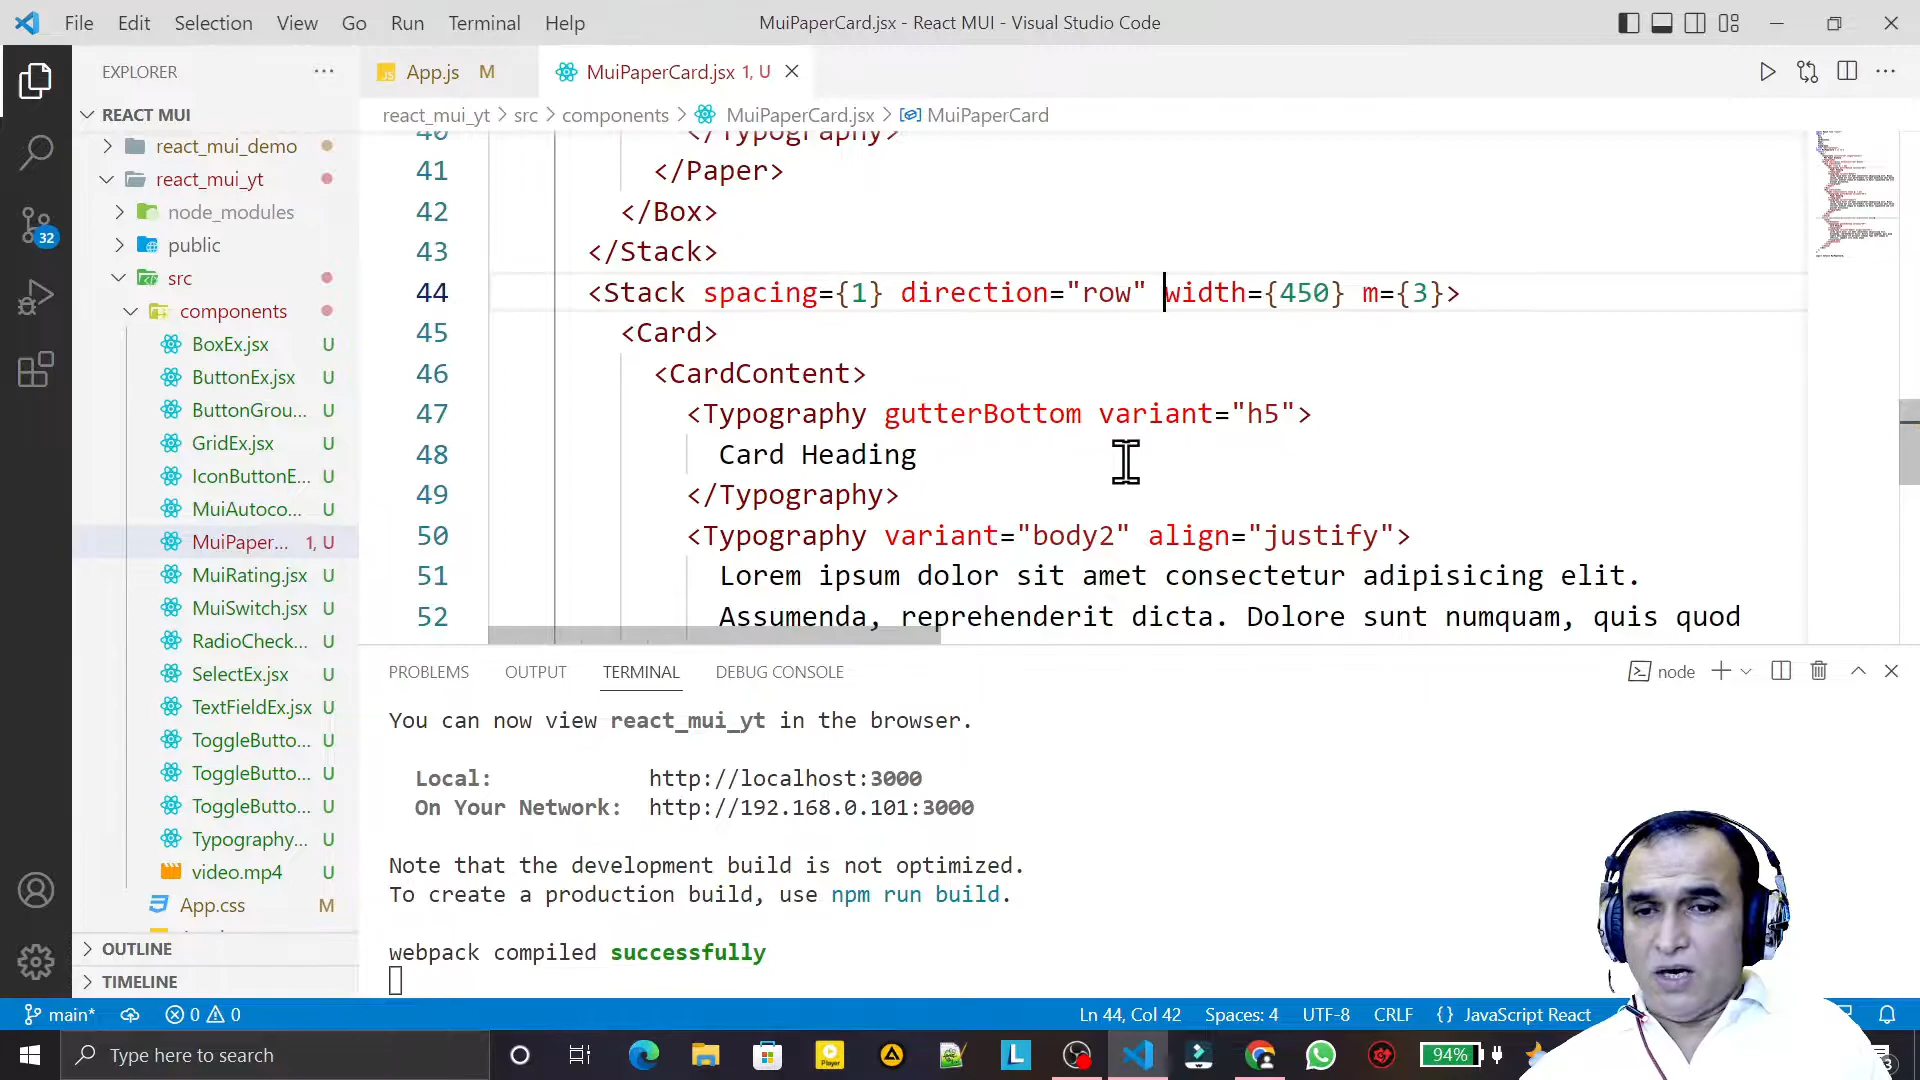 File Edit Selection View Go Run Terminal Help
MuiPaperCard.jsx - React MUI - Visual Studio Code
EXPLORER
App.js M
MuiPaperCard.jsx 1, U
REACT MUI
react_mui_yt > src > components > MuiPaperCard.jsx > MuiPaperCard
react_mui_demo
react_mui_yt
node_modules
public
src
components
BoxEx.jsx U
ButtonEx.jsx U
ButtonGrou... U
GridEx.jsx U
IconButtonE... U
MuiAutoco... U
MuiPaper... 1, U
MuiRating.jsx U
MuiSwitch.jsx U
RadioCheck... U
SelectEx.jsx U
TextFieldEx.jsx U
ToggleButto... U
ToggleButto... U
ToggleButto... U
Typography... U
video.mp4 U
App.css M
OUTLINE
TIMELINE
32
40 </Typography>
41 </Paper>
42 </Box>
43 </Stack>
44 <Stack spacing={1} direction="row" width={450} m={3}>
45 <Card>
46 <CardContent>
47 <Typography gutterBottom variant="h5">
48 Card Heading
49 </Typography>
50 <Typography variant="body2" align="justify">
51 Lorem ipsum dolor sit amet consectetur adipisicing elit.
52 Assumenda, reprehenderit dicta. Dolore sunt numquam, quis quod
PROBLEMS OUTPUT TERMINAL DEBUG CONSOLE
node
You can now view react_mui_yt in the browser.
Local: http://localhost:3000
On Your Network: http://192.168.0.101:3000
Note that the development build is not optimized.
To create a production build, use npm run build.
webpack compiled successfully
main* 0 0
Ln 44, Col 42 Spaces: 4 UTF-8 CRLF {} JavaScript React
Type here to search
94%